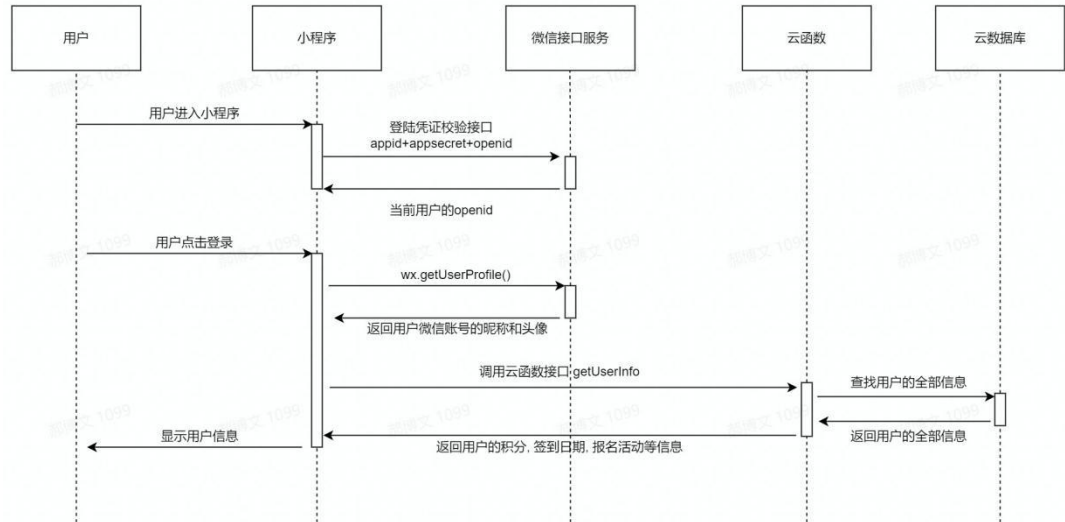 用户
小程序
微信接口服务
云函数
云数据库
用户进入小程序
登陆凭证校验接口
appid+appsecret+openid
当前用户的openid
用户点击登录
wx.getUserProfile()
返回用户微信账号的昵称和头像
调用云函数接口 getUserInfo
查找用户的全部信息
返回用户的全部信息
显示用户信息
返回用户的积分, 签到日期, 报名活动等信息
郝博文 1099